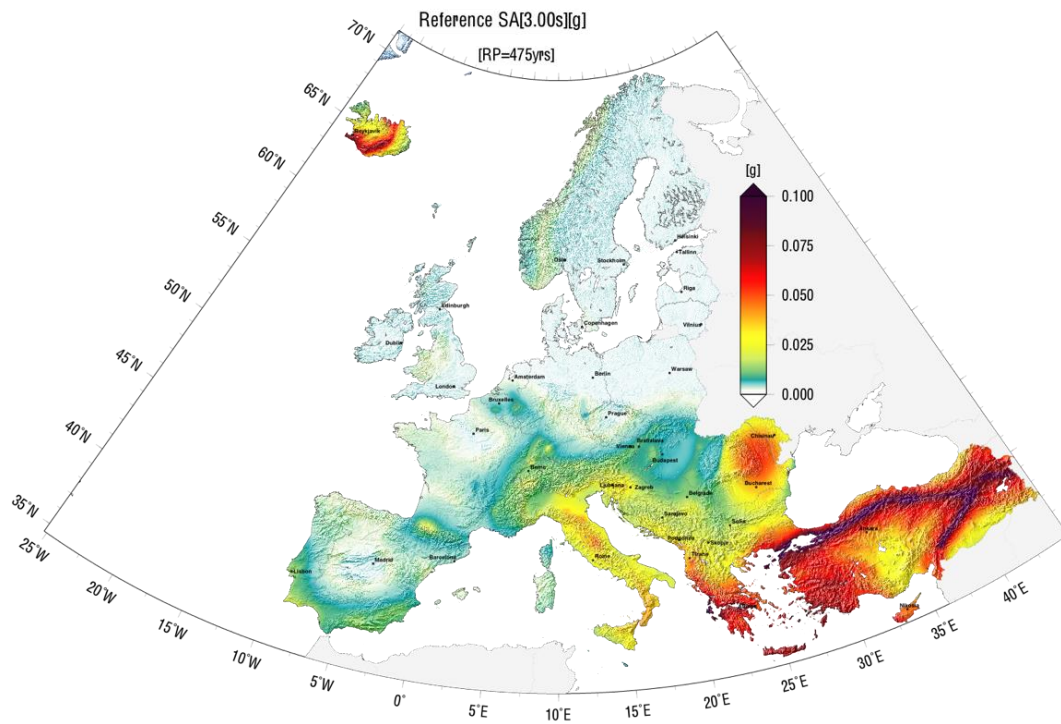 Reference SA[3.00s][g]
[RP=475yrs]
70°N
65°N
60°N
55°N
50°N
45°N
40°N
35°N
25°W
20°W
15°W
10°W
5°W
0°
5°E
10°E
15°E
20°E
25°E
30°E
35°E
40°E
[g]
0.100
0.075
0.050
0.025
0.000
Reykjavik
Helsinki
Tallinn
Oslo
Stockholm
Riga
Edinburgh
Copenhagen
Vilnius
Dublin
London
Amsterdam
Berlin
Warsaw
Bruxelles
Prague
Paris
Vienna
Bratislava
Budapest
Chisinau
Berne
Ljubljana
Zagreb
Belgrade
Bucharest
Sarajevo
Sofia
Podgorica
Skopje
Rome
Tirana
Madrid
Barcelona
Lisbon
Ankara